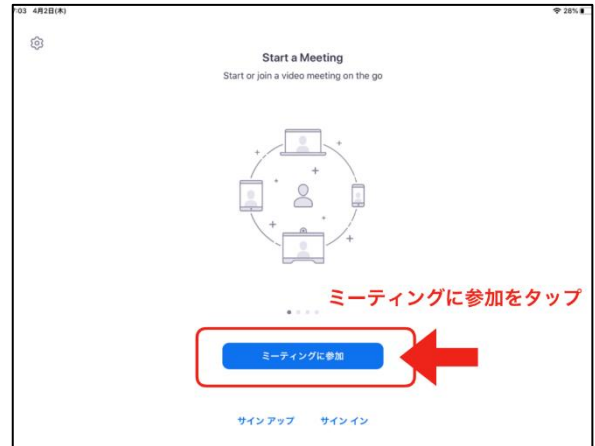 :03 4月2日(木) 28%
Start a Meeting
Start or join a video meeting on the go
ミーティングに参加をタップ
ミーティングに参加
サイン アップ サイン イン